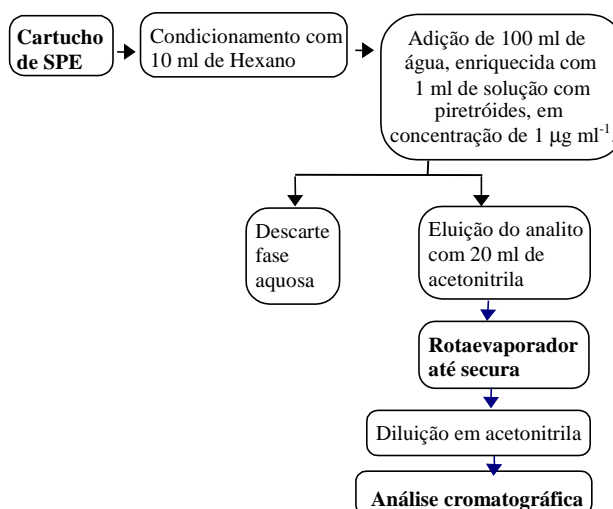 Cartucho
de SPE
Condicionamento com
10 ml de Hexano
Adição de 100 ml de
água, enriquecida com
1 ml de solução com
piretróides, em
concentração de 1 µg ml⁻¹.
Descarte
fase
aquosa
Eluição do analito
com 20 ml de
acetonitrila
Rotaevaporador
até secura
Diluição em acetonitrila
Análise cromatográfica